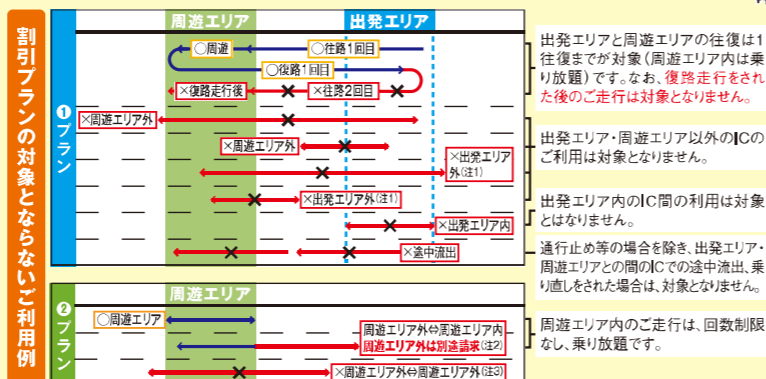 割引プランの対象とならないご利用例
❶プラン
周遊エリア
出発エリア
○周遊
○往路1回目
○後路1回目
×復路走行後
×往路2回目
×周遊エリア外
×周遊エリア外
×出発エリア
外(注1)
×出発エリア外(注1)
×出発エリア内
×途中流出
出発エリアと周遊エリアの往復は1
往復までが対象(周遊エリア内は乗
り放題)です。なお、復路走行をされ
た後のご走行は対象となりません。
出発エリア・周遊エリア以外のICの
ご利用は対象となりません。
出発エリア内のIC間の利用は対象
とはなりません。
通行止め等の場合を除き、出発エリア・
周遊エリアとの間のICでの途中流出、乗
り直しをされた場合は、対象となりません。
❷プラン
周遊エリア
○周遊エリア
周遊エリア外⇔周遊エリア内
周遊エリア外は別途請求(注2)
×周遊エリア外⇔周遊エリア外(注3)
周遊エリア内のご走行は、回数制限
なし、乗り放題です。